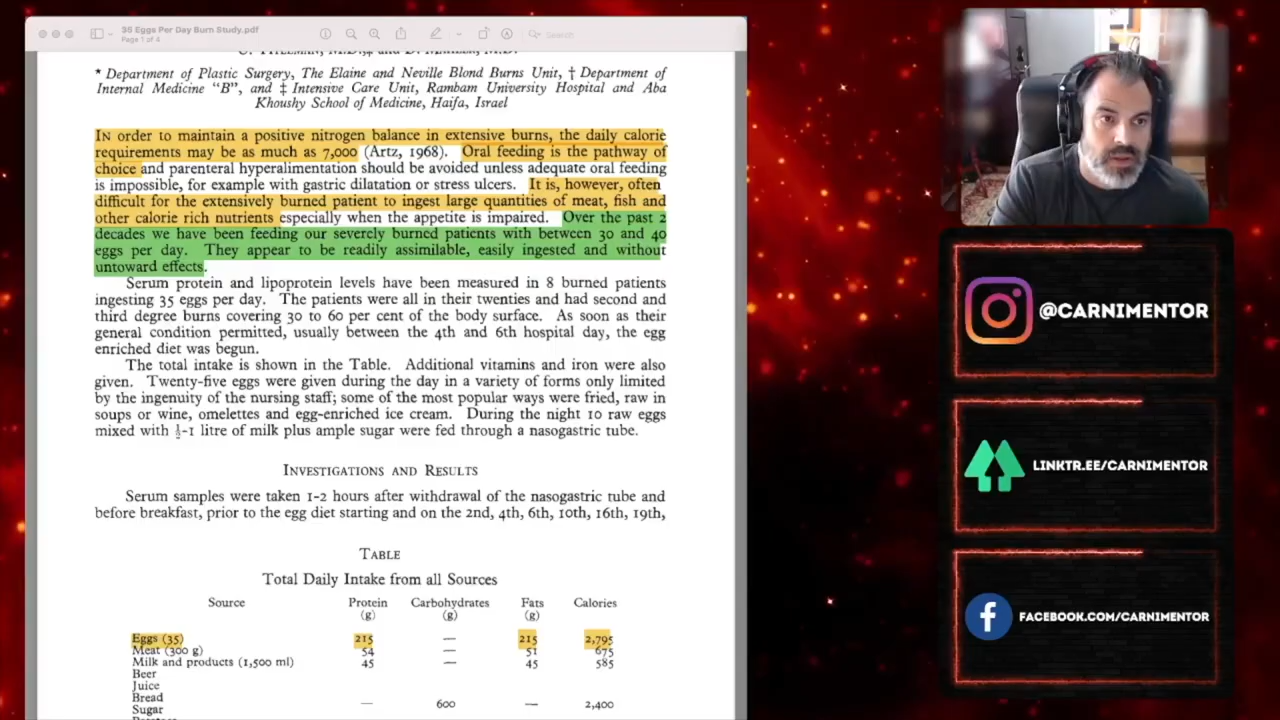 35 Eggs Per Day Burn Study.pdf
Page 1 of 4
Search
* Department of Plastic Surgery, The Elaine and Neville Blond Burns Unit, † Department of
Internal Medicine "B", and ‡ Intensive Care Unit, Rambam University Hospital and Aba
Khoushy School of Medicine, Haifa, Israel
IN order to maintain a positive nitrogen balance in extensive burns, the daily calorie
requirements may be as much as 7,000 (Artz, 1968). Oral feeding is the pathway of
choice and parenteral hyperalimentation should be avoided unless adequate oral feeding
is impossible, for example with gastric dilatation or stress ulcers. It is, however, often
difficult for the extensively burned patient to ingest large quantities of meat, fish and
other calorie rich nutrients especially when the appetite is impaired. Over the past 2
decades we have been feeding our severely burned patients with between 30 and 40
eggs per day. They appear to be readily assimilable, easily ingested and without
untoward effects.
Serum protein and lipoprotein levels have been measured in 8 burned patients
ingesting 35 eggs per day. The patients were all in their twenties and had second and
third degree burns covering 30 to 60 per cent of the body surface. As soon as their
general condition permitted, usually between the 4th and 6th hospital day, the egg
enriched diet was begun.
The total intake is shown in the Table. Additional vitamins and iron were also
given. Twenty-five eggs were given during the day in a variety of forms only limited
by the ingenuity of the nursing staff; some of the most popular ways were fried, raw in
soups or wine, omelettes and egg-enriched ice cream. During the night 10 raw eggs
mixed with ½-1 litre of milk plus ample sugar were fed through a nasogastric tube.
INVESTIGATIONS AND RESULTS
Serum samples were taken 1-2 hours after withdrawal of the nasogastric tube and
before breakfast, prior to the egg diet starting and on the 2nd, 4th, 6th, 10th, 16th, 19th,
TABLE
Total Daily Intake from all Sources
Source Protein (g) Carbohydrates (g) Fats (g) Calories
Eggs (35) 215 — 215 2,795
Meat (300 g) 54 — 51 675
Milk and products (1,500 ml) 45 — 45 585
Beer
Juice
Bread
Sugar — 600 — 2,400
@CARNIMENTOR
LINKTR.EE/CARNIMENTOR
FACEBOOK.COM/CARNIMENTOR